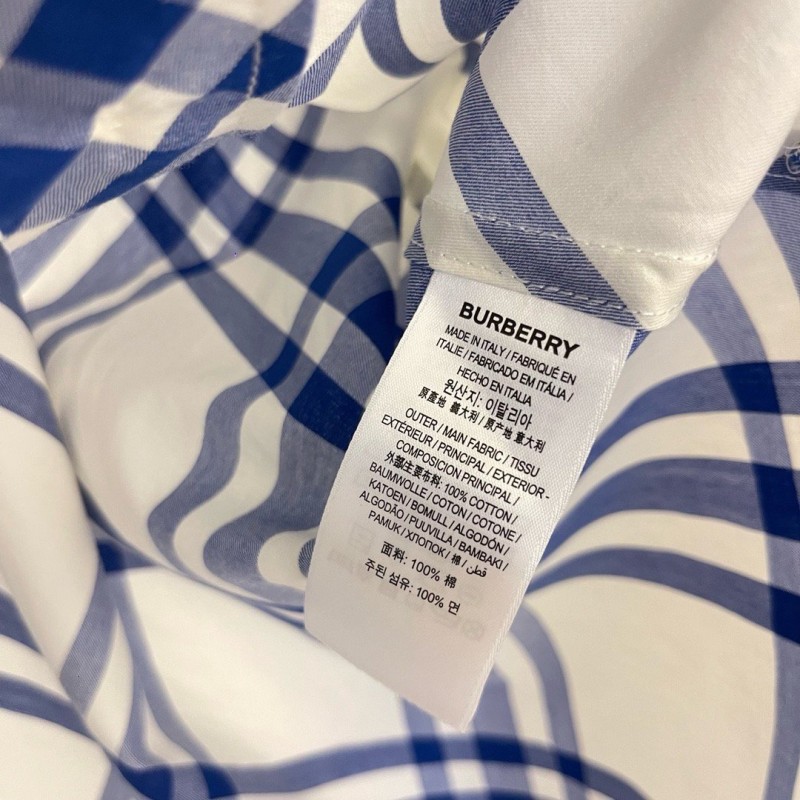 BURBERRY
MADE IN ITALY / FABRIQUÉ EN
ITALIE / FABRICADO EM ITÁLIA /
HECHO EN ITALIA
원산지: 이탈리아
原產地 義大利 / 原产地 意大利
OUTER / MAIN FABRIC / TISSU
EXTÉRIEUR / PRINCIPAL / EXTERIOR -
COMPOSICION PRINCIPAL /
外部主要布料: 100% COTTON /
BAUMWOLLE / COTON / COTONE /
KATOEN / BOMULL / ALGODÓN /
ALGODÃO / PUUVILLA / BAMBAKI /
PAMUK / ХЛОПОК / 棉 / قطن
面料: 100% 棉
주된 섬유: 100% 면